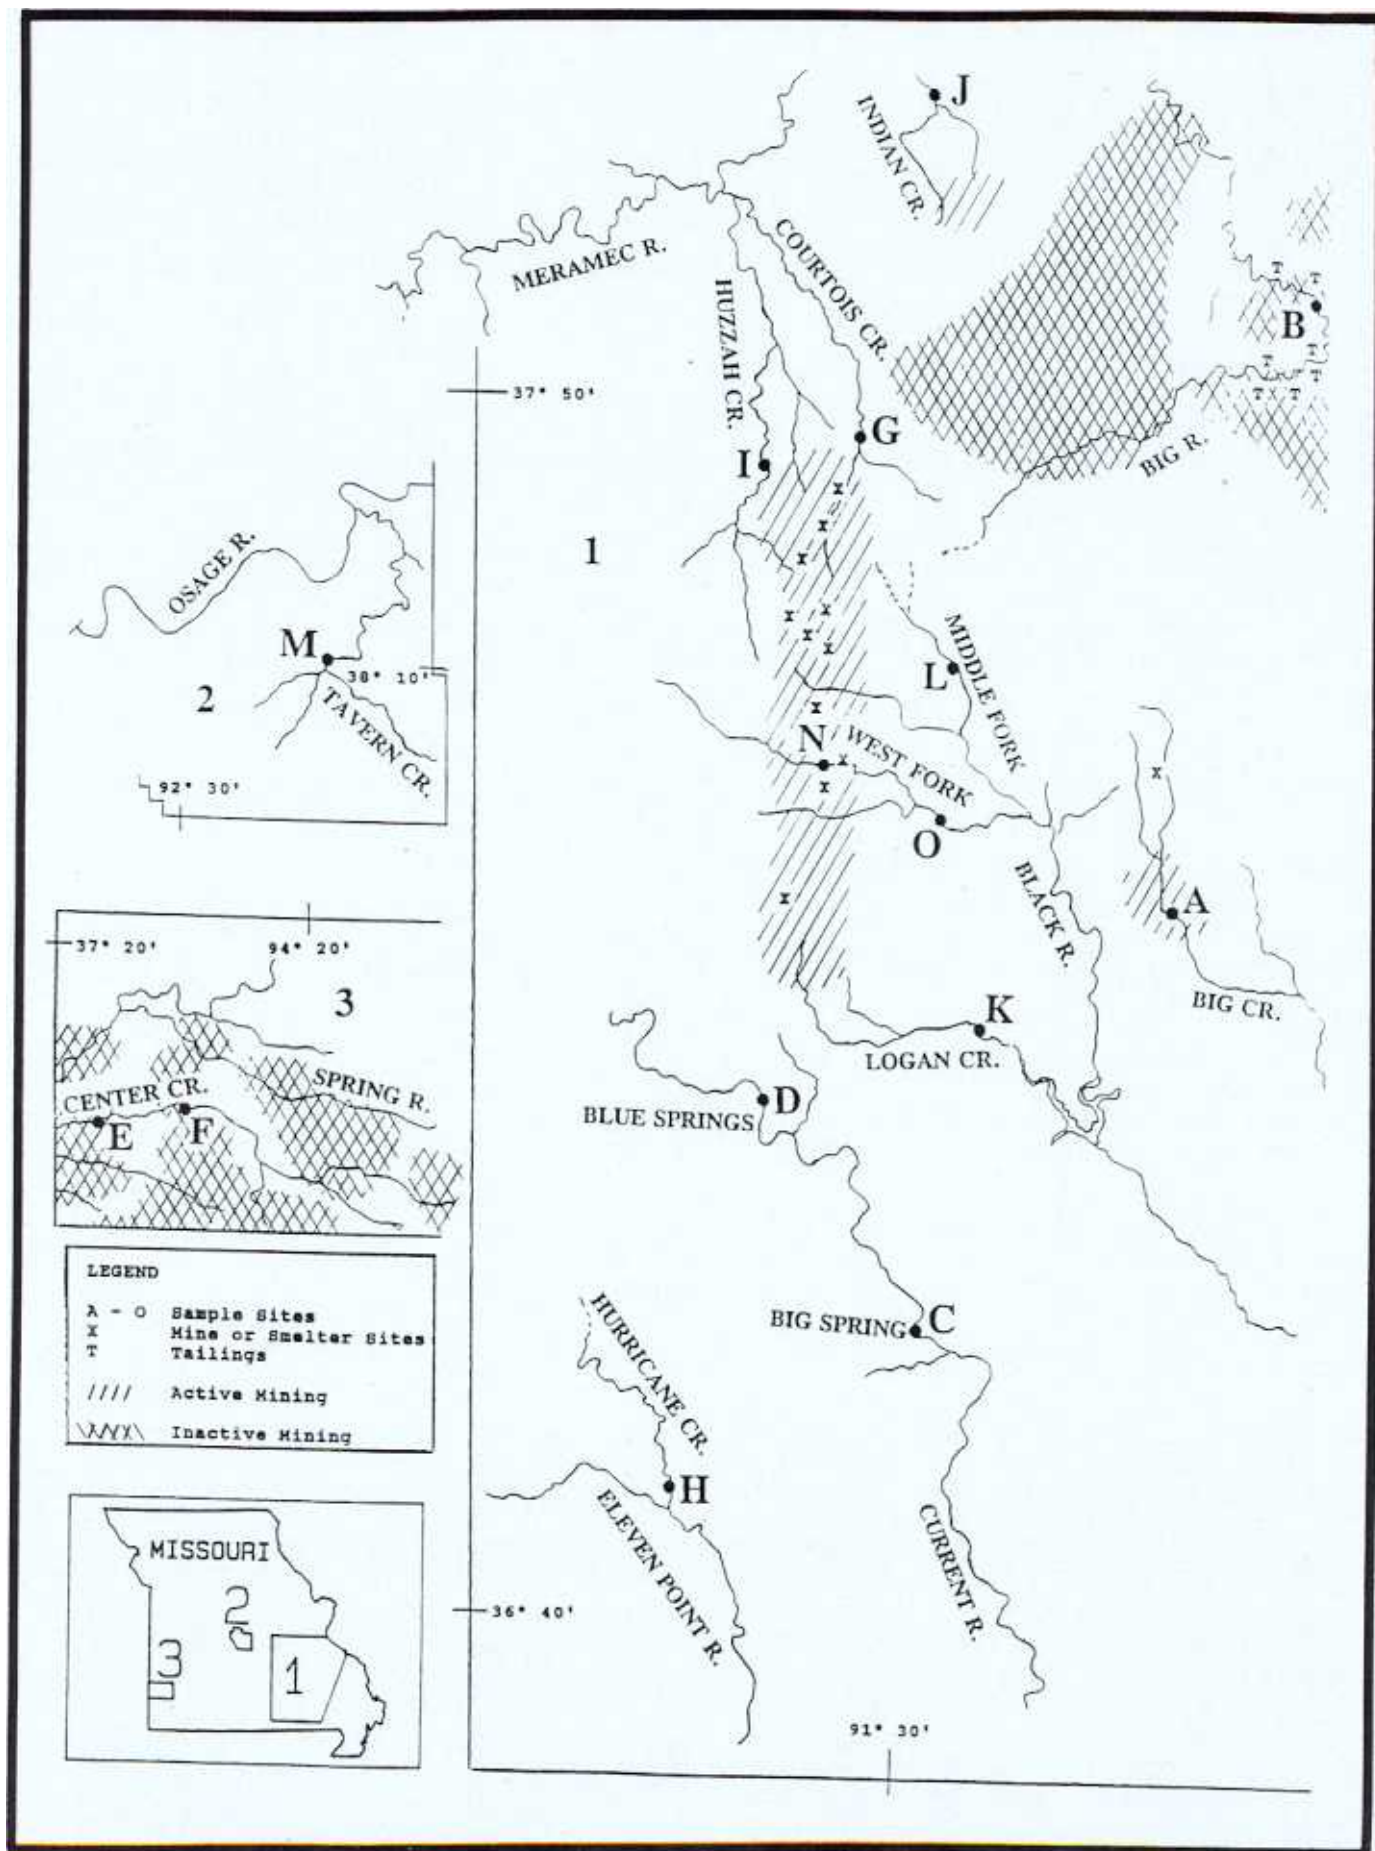 J
INDIAN CR.
MERAMEC R.
COURTOIS CR.
HUZZAH CR.
T
T
B
T
T
T
T
X
T
T
37° 50'
G
I
BIG R.
X
X
X
1
OSAGE R.
M
38° 10'
2
TAVERN CR.
92° 30'
X
X
X
X
MIDDLE FORK
L
X
N
X
WEST FORK
X
O
X
BLACK R.
A
BIG CR.
X
37° 20'
94° 20'
3
SPRING R.
CENTER CR.
E
F
K
LOGAN CR.
D
BLUE SPRINGS
BIG SPRING
C
HURRICANE CR.
H
ELEVEN POINT R.
CURRENT R.
36° 40'
91° 30'
LEGEND
A - O Sample Sites
X Mine or Smelter Sites
T Tailings
//// Active Mining
Inactive Mining
MISSOURI
2
3
1